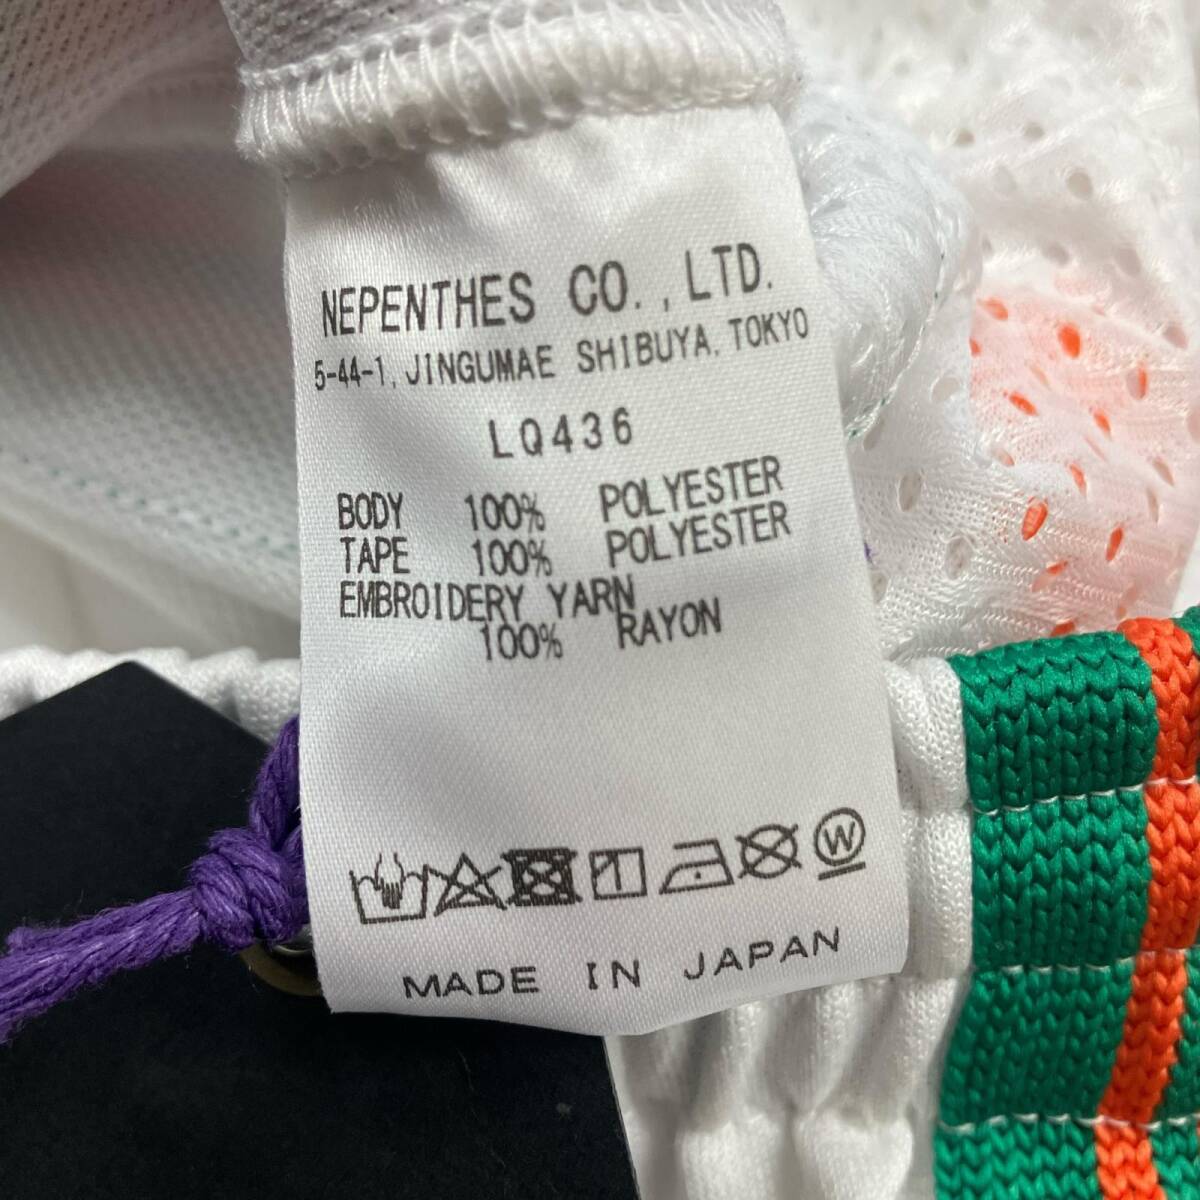 NEPENTHES CO.,LTD.
5-44-1, JINGUMAE SHIBUYA, TOKYO
LQ436
BODY 100% POLYESTER
TAPE 100% POLYESTER
EMBROIDERY YARN
100% RAYON
W
MADE IN JAPAN